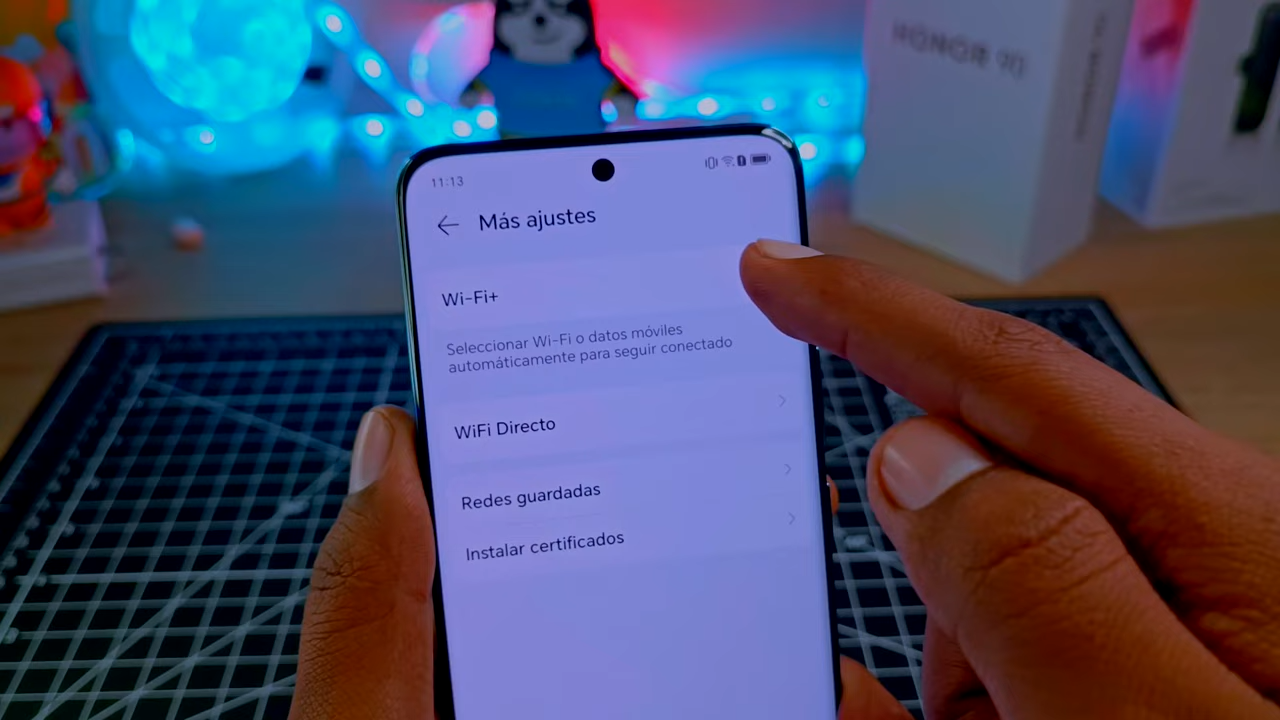 HONOR 90
11:13
Más ajustes
Wi-Fi+
Seleccionar Wi-Fi o datos móviles
automáticamente para seguir conectado
WiFi Directo
Redes guardadas
Instalar certificados